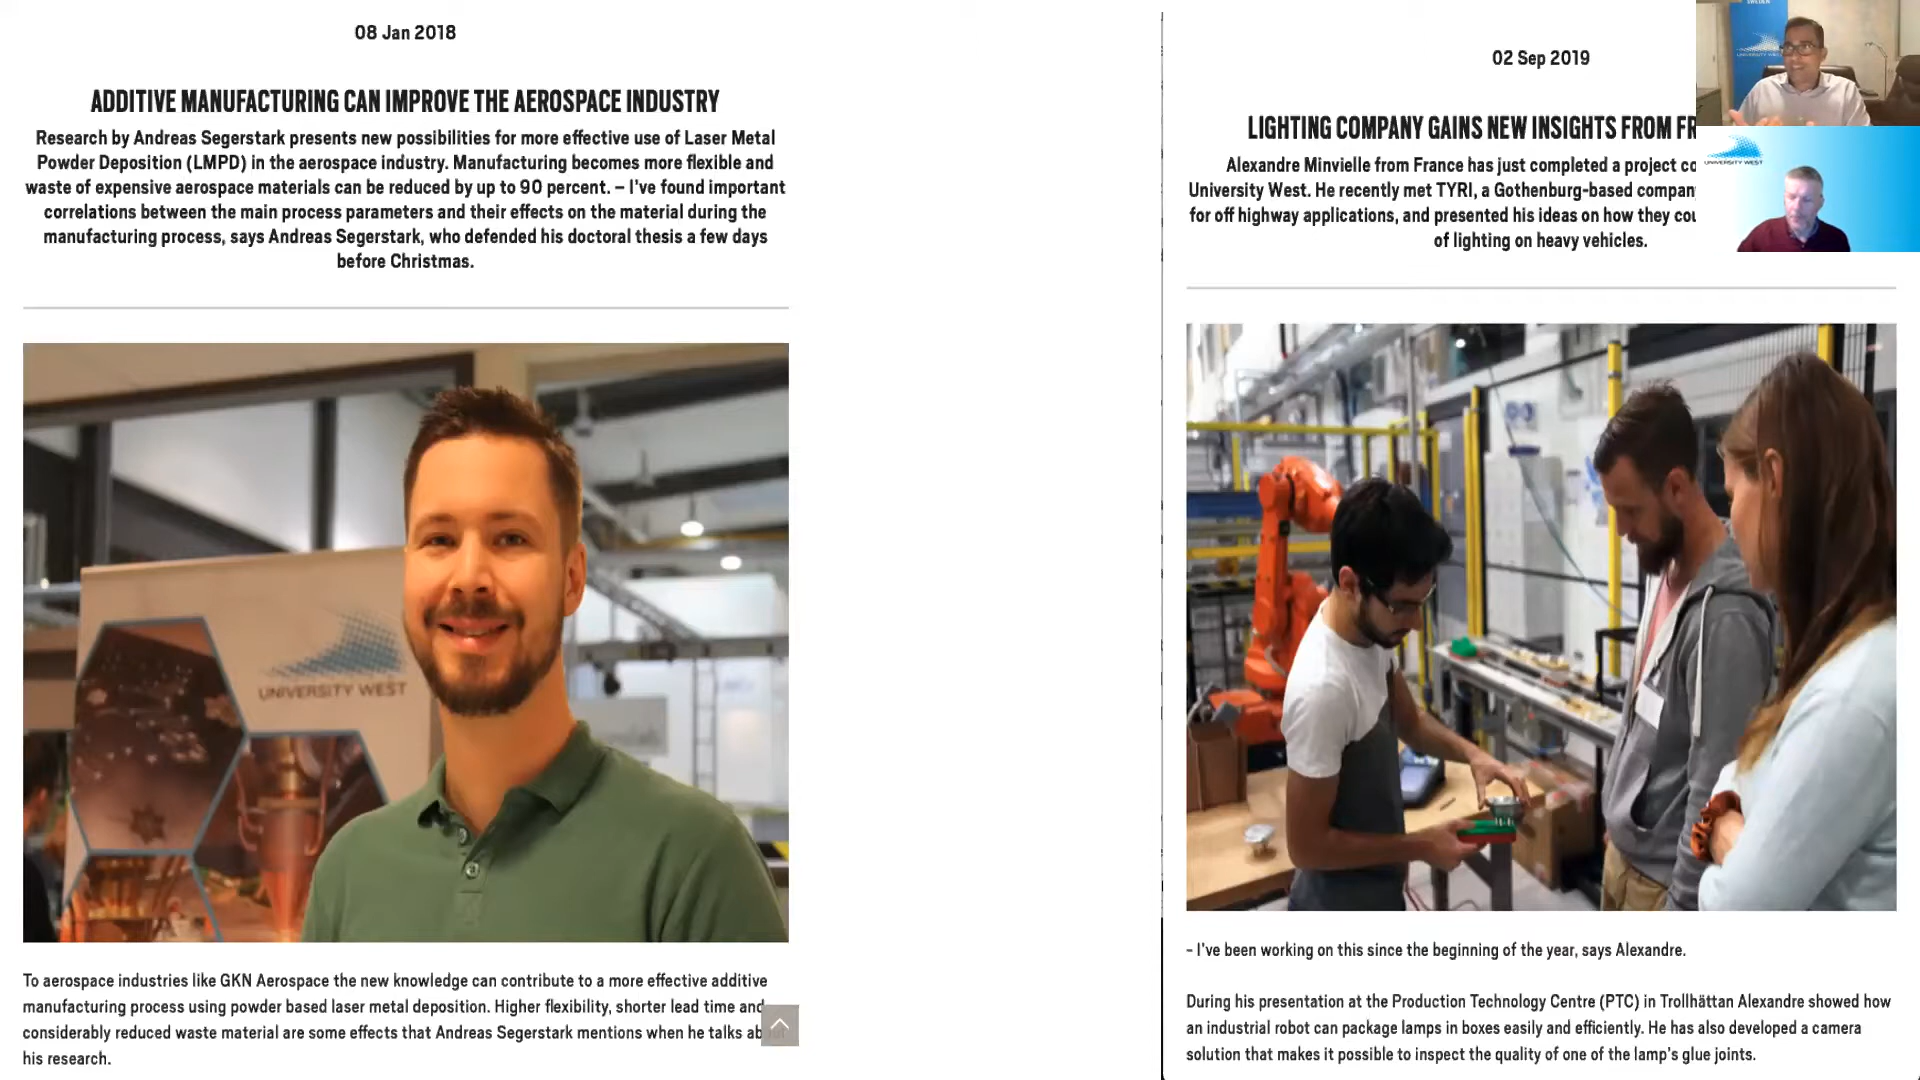 08 Jan 2018
ADDITIVE MANUFACTURING CAN IMPROVE THE AEROSPACE INDUSTRY
Research by Andreas Segerstark presents new possibilities for more effective use of Laser Metal
Powder Deposition (LMPD) in the aerospace industry. Manufacturing becomes more flexible and
waste of expensive aerospace materials can be reduced by up to 90 percent. – I've found important
correlations between the main process parameters and their effects on the material during the
manufacturing process, says Andreas Segerstark, who defended his doctoral thesis a few days
before Christmas.
UNIVERSITY WEST
To aerospace industries like GKN Aerospace the new knowledge can contribute to a more effective additive
manufacturing process using powder based laser metal deposition. Higher flexibility, shorter lead time and
considerably reduced waste material are some effects that Andreas Segerstark mentions when he talks
his research.
02 Sep 2019
LIGHTING COMPANY GAINS NEW INSIGHTS FROM
Alexandre Minvielle from France has just completed a project
University West. He recently met TYRI, a Gothenburg-based
for off highway applications, and presented his ideas on how they
of lighting on heavy vehicles.
– I've been working on this since the beginning of the year, says Alexandre.
During his presentation at the Production Technology Centre (PTC) in Trollhättan Alexandre showed how
an industrial robot can package lamps in boxes easily and efficiently. He has also developed a camera
solution that makes it possible to inspect the quality of one of the lamp's glue joints.
SWEDEN
UNIVERSITY WEST
UNIVERSITY WEST